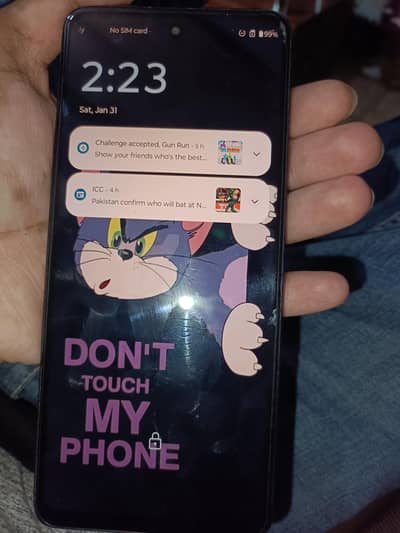 No SIM card
99%
2:23
Sat, Jan 31
Challenge accepted, Gun Run • 5 h
Show your friends who's the best...
ICC • 4 h
Pakistan confirm who will bat at N...
DON'T
TOUCH
MY
PHONE